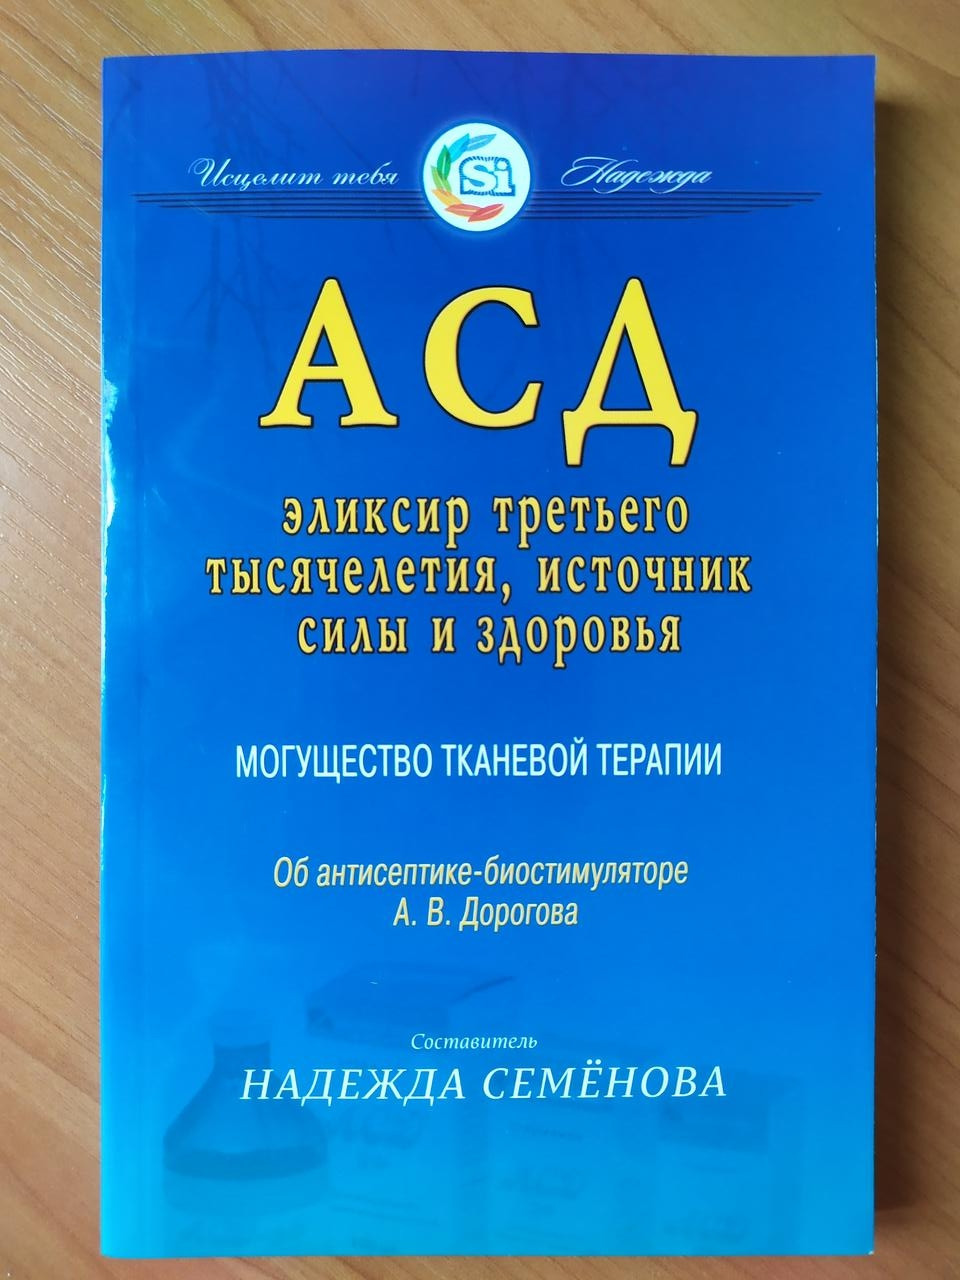 Исцелит тебя Si Надежда
АСД
эликсир третьего
тысячелетия, источник
силы и здоровья
МОГУЩЕСТВО ТКАНЕВОЙ ТЕРАПИИ
Об антисептике-биостимуляторе
А. В. Дорогова
Составитель
НАДЕЖДА СЕМЁНОВА